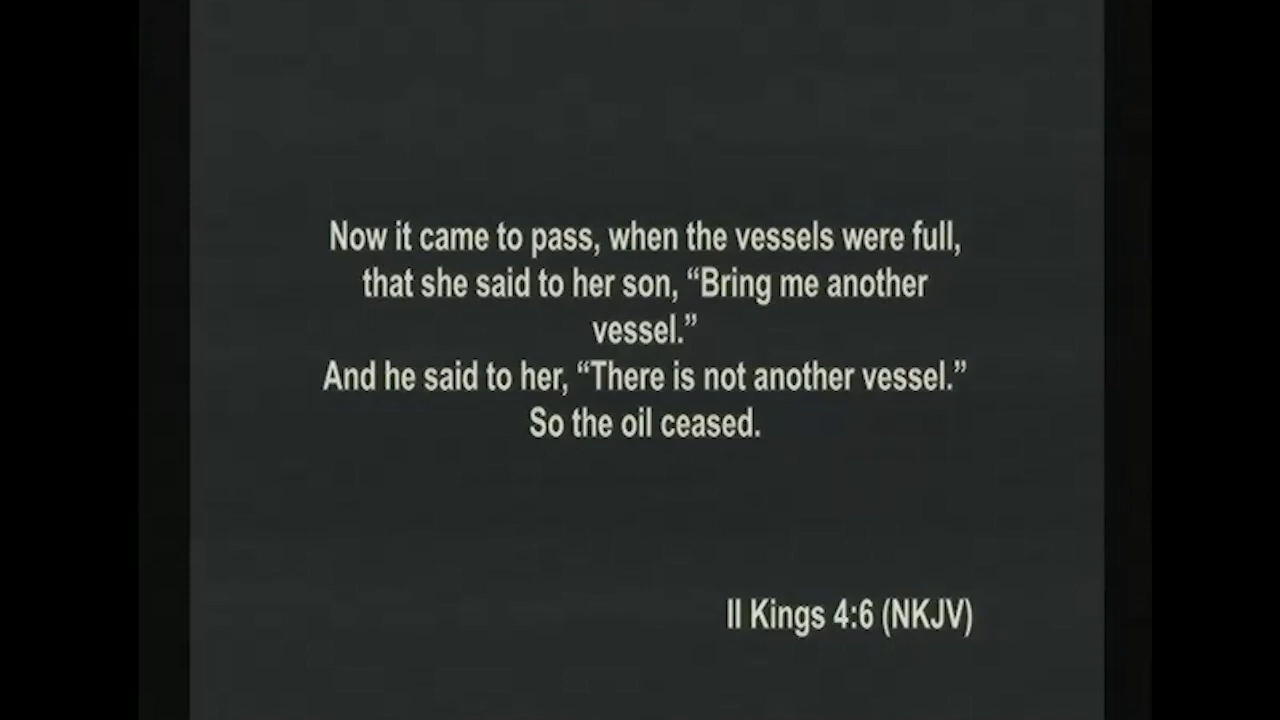 Now it came to pass, when the vessels were full,
that she said to her son, “Bring me another
vessel.”
And he said to her, “There is not another vessel.”
So the oil ceased.
II Kings 4:6 (NKJV)